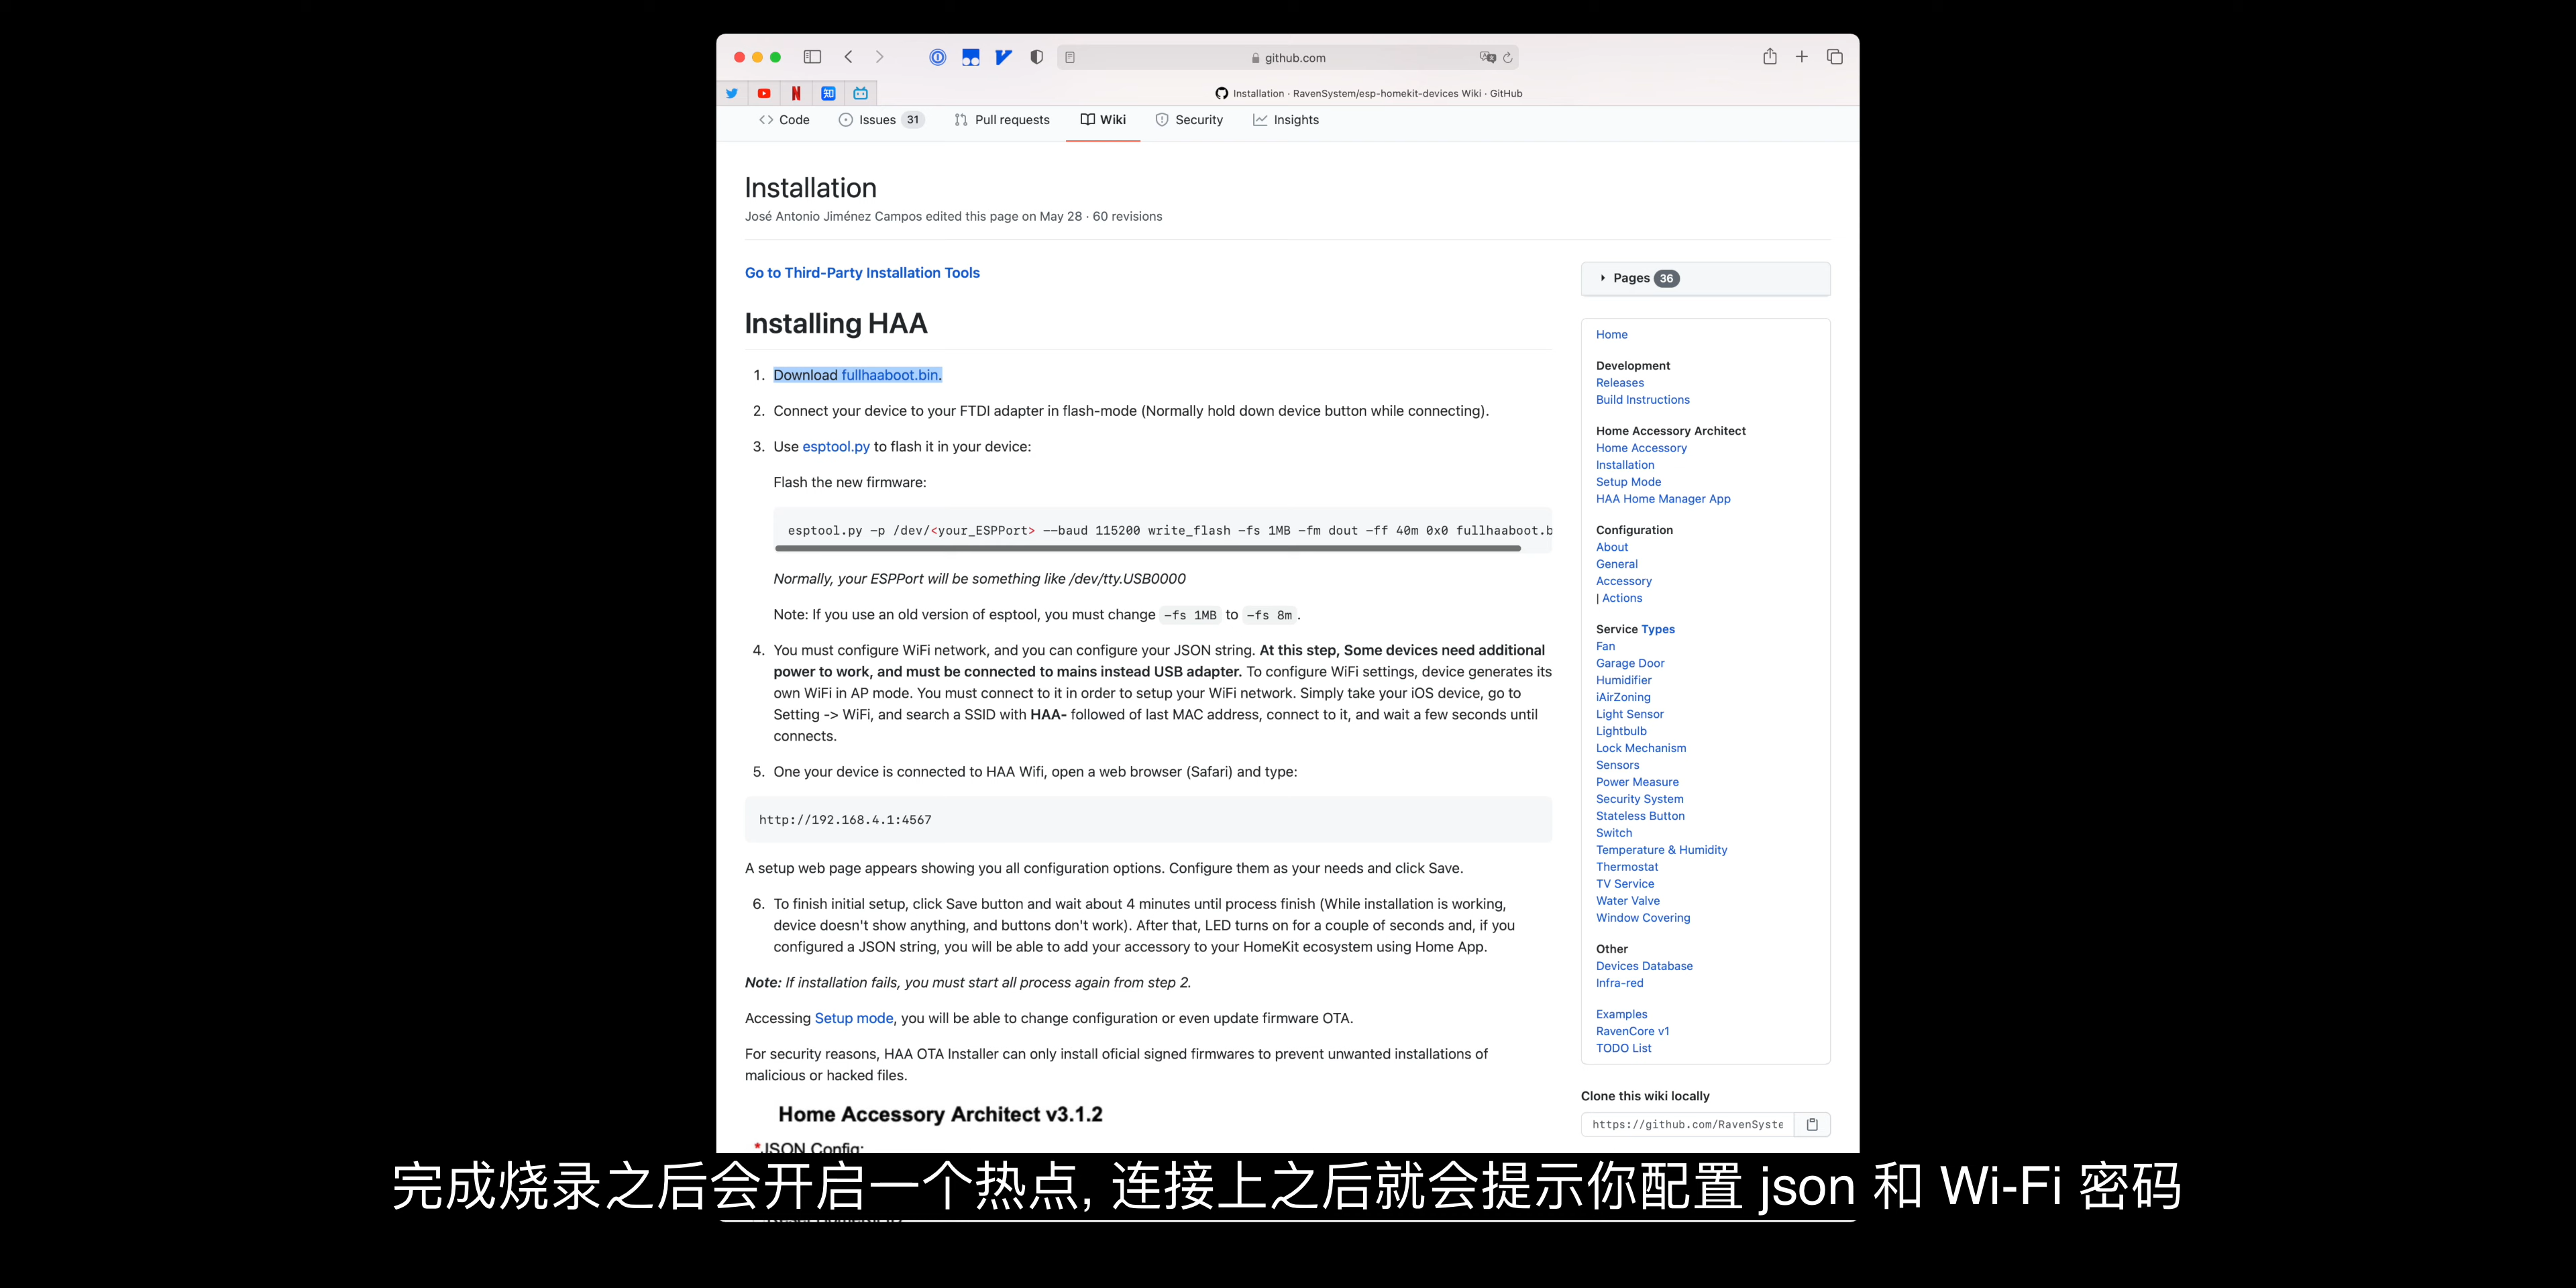 github.com
知
Installation · RavenSystem/esp-homekit-devices Wiki · GitHub
Code
Issues 31
Pull requests
Wiki
Security
Insights
Installation
José Antonio Jiménez Campos edited this page on May 28 · 60 revisions
Go to Third-Party Installation Tools
Installing HAA
1. Download fullhaaboot.bin.
2. Connect your device to your FTDI adapter in flash-mode (Normally hold down device button while connecting).
3. Use esptool.py to flash it in your device:
Flash the new firmware:
esptool.py -p /dev/<your_ESPPort> --baud 115200 write_flash -fs 1MB -fm dout -ff 40m 0x0 fullhaaboot.b
Normally, your ESPPort will be something like /dev/tty.USB0000
Note: If you use an old version of esptool, you must change -fs 1MB to -fs 8m .
4. You must configure WiFi network, and you can configure your JSON string. At this step, Some devices need additional
power to work, and must be connected to mains instead USB adapter. To configure WiFi settings, device generates its
own WiFi in AP mode. You must connect to it in order to setup your WiFi network. Simply take your iOS device, go to
Setting -> WiFi, and search a SSID with HAA- followed of last MAC address, connect to it, and wait a few seconds until
connects.
5. One your device is connected to HAA Wifi, open a web browser (Safari) and type:
http://192.168.4.1:4567
A setup web page appears showing you all configuration options. Configure them as your needs and click Save.
6. To finish initial setup, click Save button and wait about 4 minutes until process finish (While installation is working,
device doesn't show anything, and buttons don't work). After that, LED turns on for a couple of seconds and, if you
configured a JSON string, you will be able to add your accessory to your HomeKit ecosystem using Home App.
Note: If installation fails, you must start all process again from step 2.
Accessing Setup mode, you will be able to change configuration or even update firmware OTA.
For security reasons, HAA OTA Installer can only install oficial signed firmwares to prevent unwanted installations of
malicious or hacked files.
Home Accessory Architect v3.1.2
*JSON Config:
Pages 36
Home
Development
Releases
Build Instructions
Home Accessory Architect
Home Accessory
Installation
Setup Mode
HAA Home Manager App
Configuration
About
General
Accessory
| Actions
Service Types
Fan
Garage Door
Humidifier
iAirZoning
Light Sensor
Lightbulb
Lock Mechanism
Sensors
Power Measure
Security System
Stateless Button
Switch
Temperature & Humidity
Thermostat
TV Service
Water Valve
Window Covering
Other
Devices Database
Infra-red
Examples
RavenCore v1
TODO List
Clone this wiki locally
https://github.com/RavenSyste
完成烧录之后会开启一个热点, 连接上之后就会提示你配置 json 和 Wi-Fi 密码